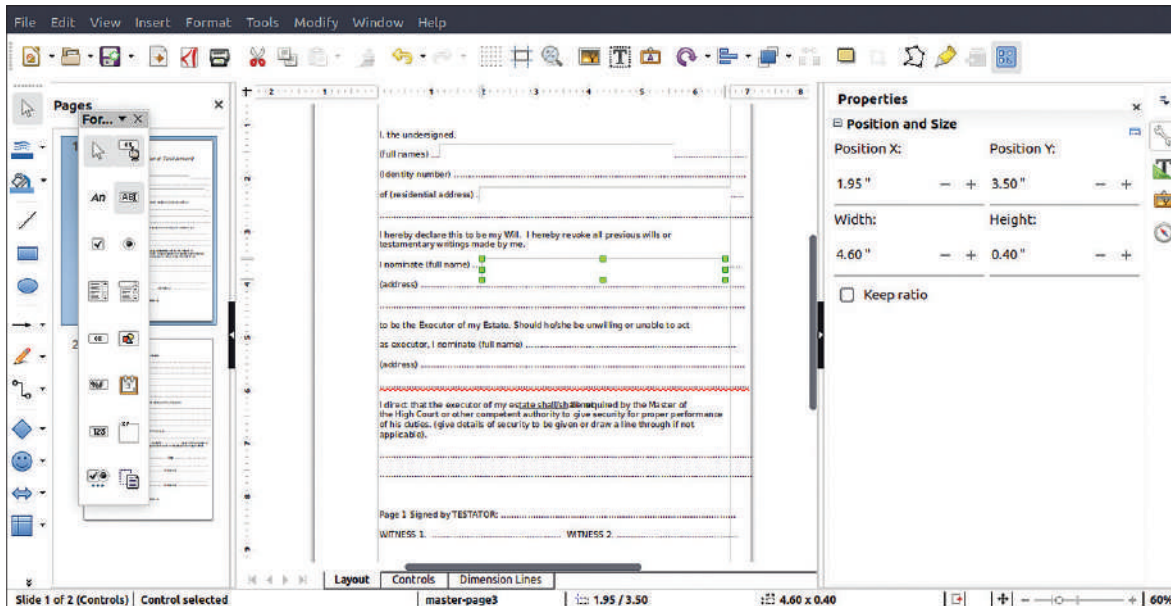 File Edit View Insert Format Tools Modify Window Help
Pages
For...
Properties
Position and Size
Position X:
Position Y:
1.95 "
3.50 "
Width:
Height:
4.60 "
0.40 "
Keep ratio
I, the undersigned,
(full names)
(Identity number)
of (residential address)
I hereby declare this to be my Will. I hereby revoke all previous wills or
testamentary writings made by me.
I nominate (full name)
(address)
to be the Executor of my Estate. Should ho/she be unwilling or unable to act
as executor, I nominate (full name)
(address)
I direct that the executor of my estate shall/shall required by the Master of
the High Court or other competent authority to give security for proper performance
of his duties. (give details of security to be given or draw a line through if not
applicable).
Page 1 Signed by TESTATOR:
WITNESS 1. WITNESS 2.
Layout Controls Dimension Lines
Slide 1 of 2 (Controls) Control selected master-page3 1.95 / 3.50 4.60 x 0.40 60%